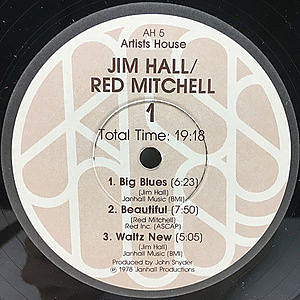 AH 5
Artists House
JIM HALL/
RED MITCHELL
1
Total Time: 19:18
1. Big Blues (6:23)
(Jim Hall)
Janhall Music (BMI)
2. Beautiful (7:50)
(Red Mitchell)
Red Inc. (ASCAP)
3. Waltz New (5:05)
(Jim Hall)
Janhall Music (BMI)
Produced by John Snyder
℗ 1978 Janhall Productions